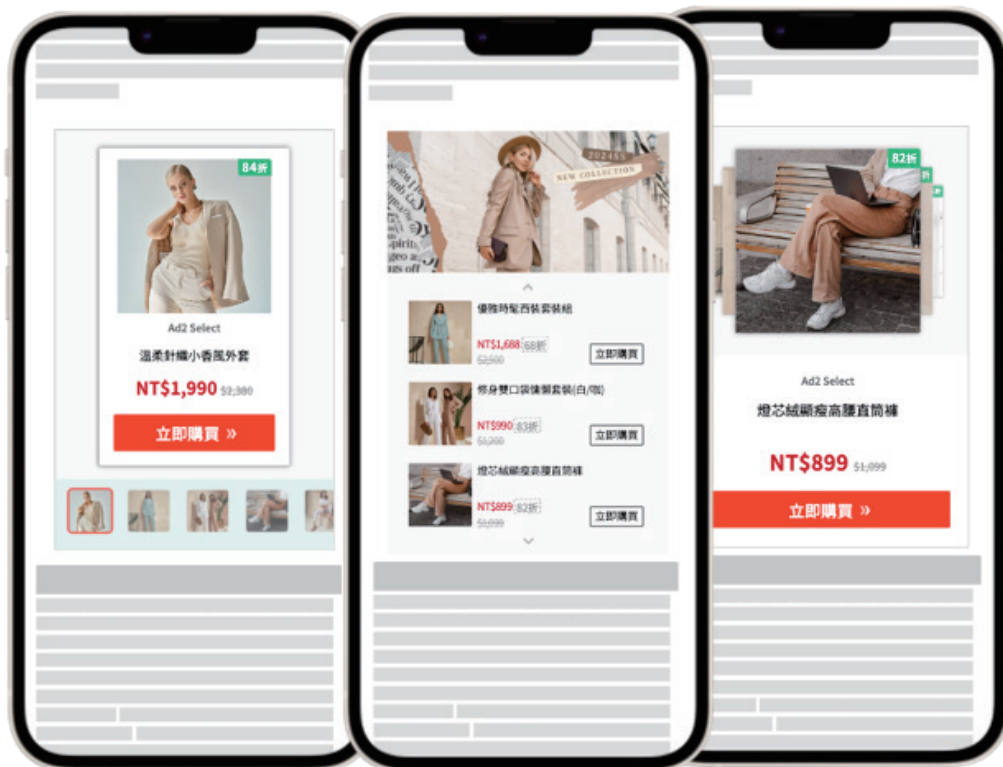 84折
Ad2 Select
溫柔針織小香風外套
NT$1,990 $2,380
立即購買 »
2024SS
NEW COLLECTION
優雅時髦西裝套裝組
NT$1,688 68折
$2,500
立即購買
修身雙口袋慵懶套裝(白/咖)
NT$990 83折
$1,200
立即購買
燈芯絨顯瘦高腰直筒褲
NT$899 82折
$1,099
立即購買
82折
折
折
Ad2 Select
燈芯絨顯瘦高腰直筒褲
NT$899 $1,099
立即購買 »